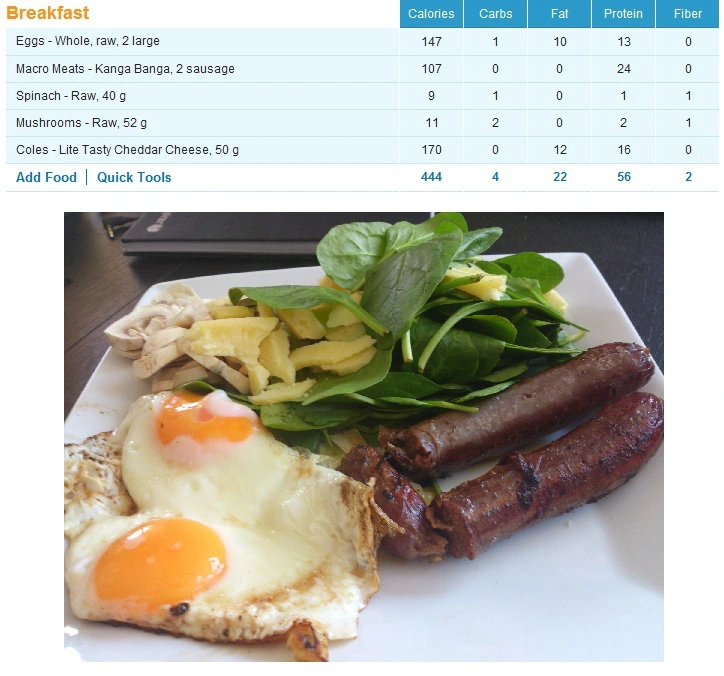 Breakfast Calories Carbs Fat Protein Fiber
Eggs - Whole, raw, 2 large 147 1 10 13 0
Macro Meats - Kanga Banga, 2 sausage 107 0 0 24 0
Spinach - Raw, 40 g 9 1 0 1 1
Mushrooms - Raw, 52 g 11 2 0 2 1
Coles - Lite Tasty Cheddar Cheese, 50 g 170 0 12 16 0
Add Food | Quick Tools 444 4 22 56 2